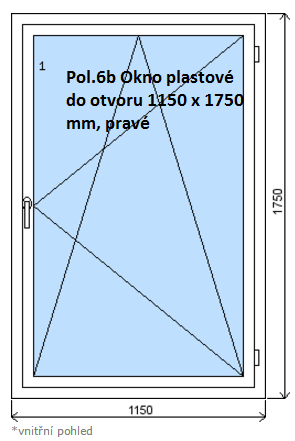 1
Pol.6b Okno plastové
do otvoru 1150 x 1750
mm, pravé
1750
1150
*vnitřní pohled